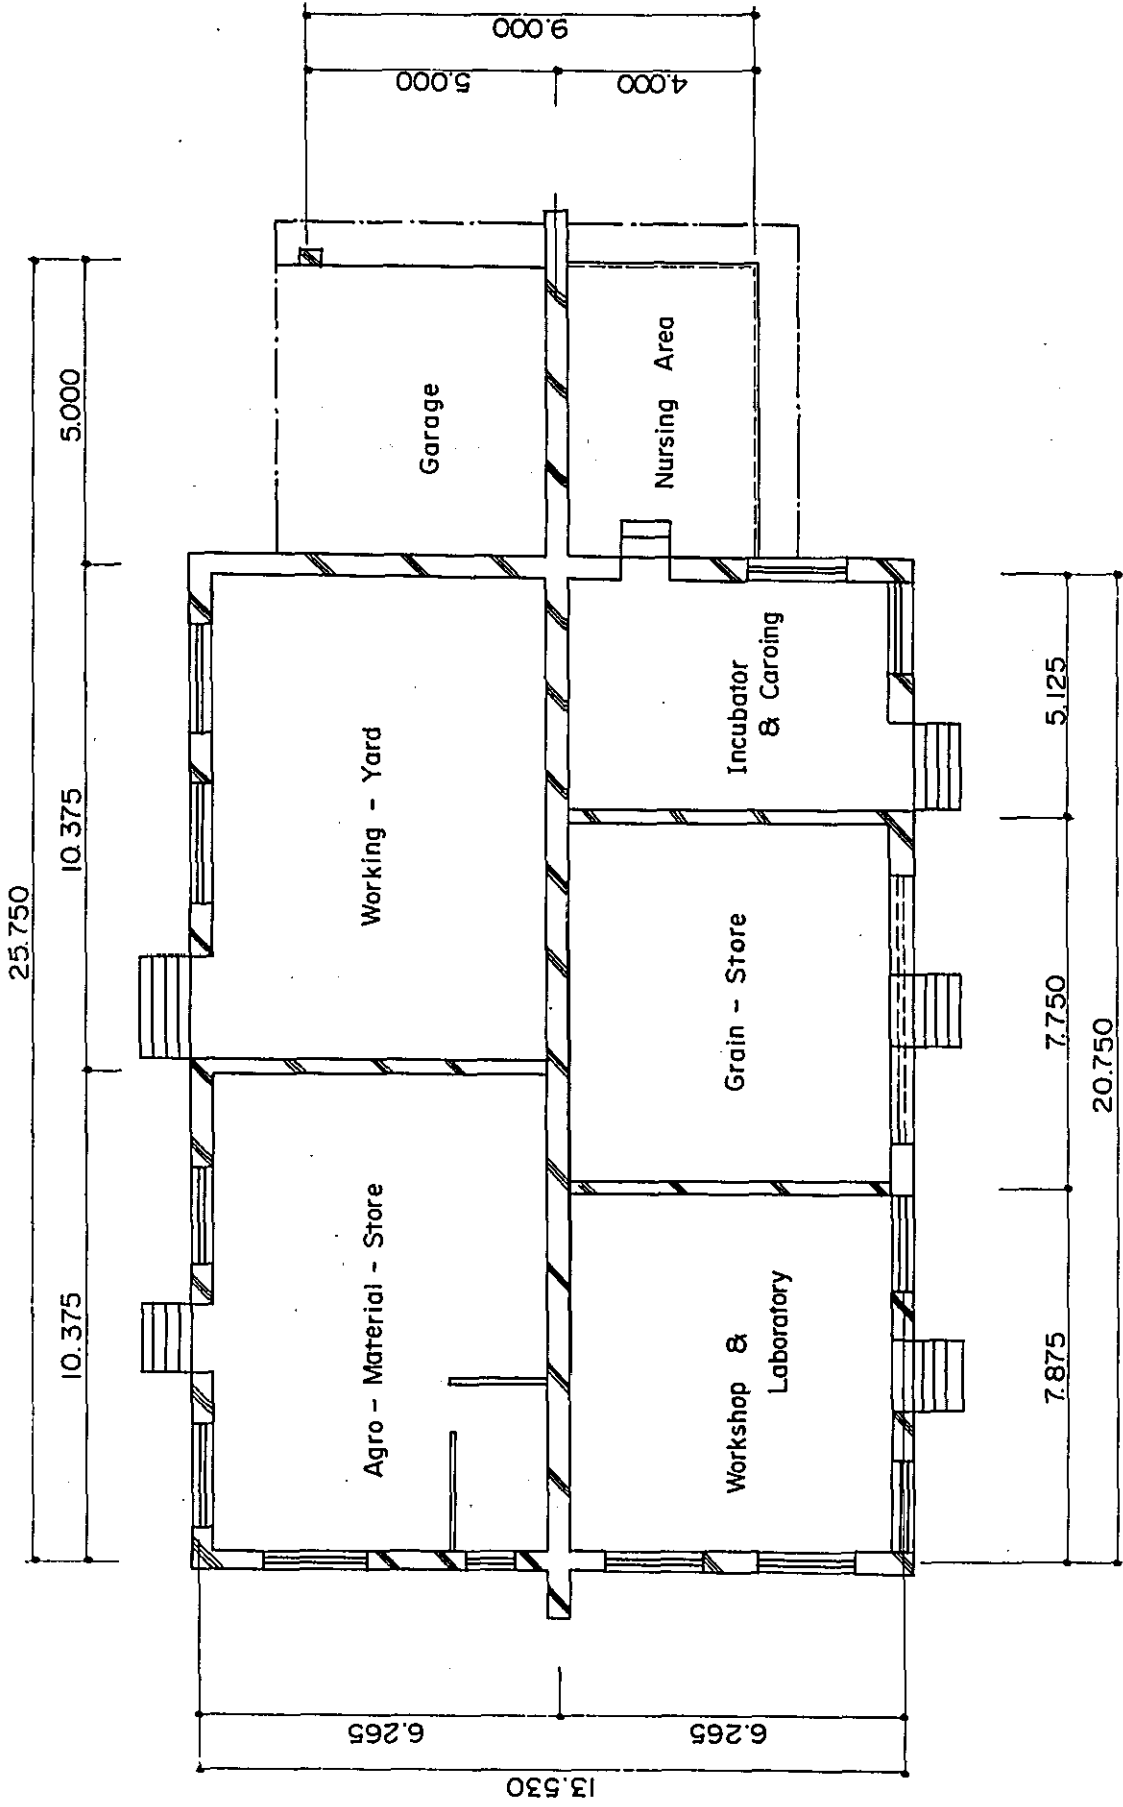 25.750
10.375
10.375
5.000
Agro - Material - Store
Working - Yard
Garage
Workshop &
Laboratory
Grain - Store
Incubator
& Caroing
Nursing Area
6.265
6.265
13.530
5.000
4.000
9.000
7.875
7.750
5.125
20.750